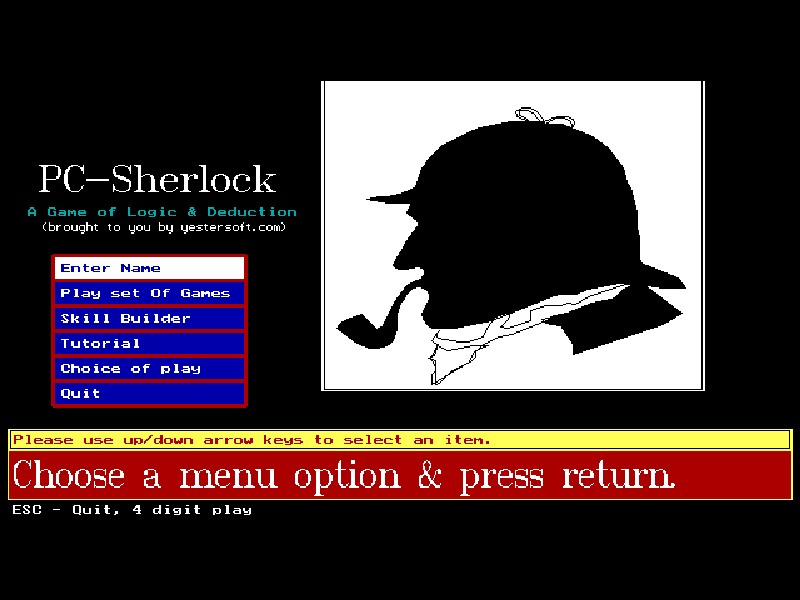 PC-Sherlock
A Game of Logic & Deduction
(brought to you by yestersoft.com)
Enter Name
Play set Of Games
Skill Builder
Tutorial
Choice of play
Quit
Please use up/down arrow keys to select an item.
Choose a menu option & press return.
ESC - Quit, 4 digit play